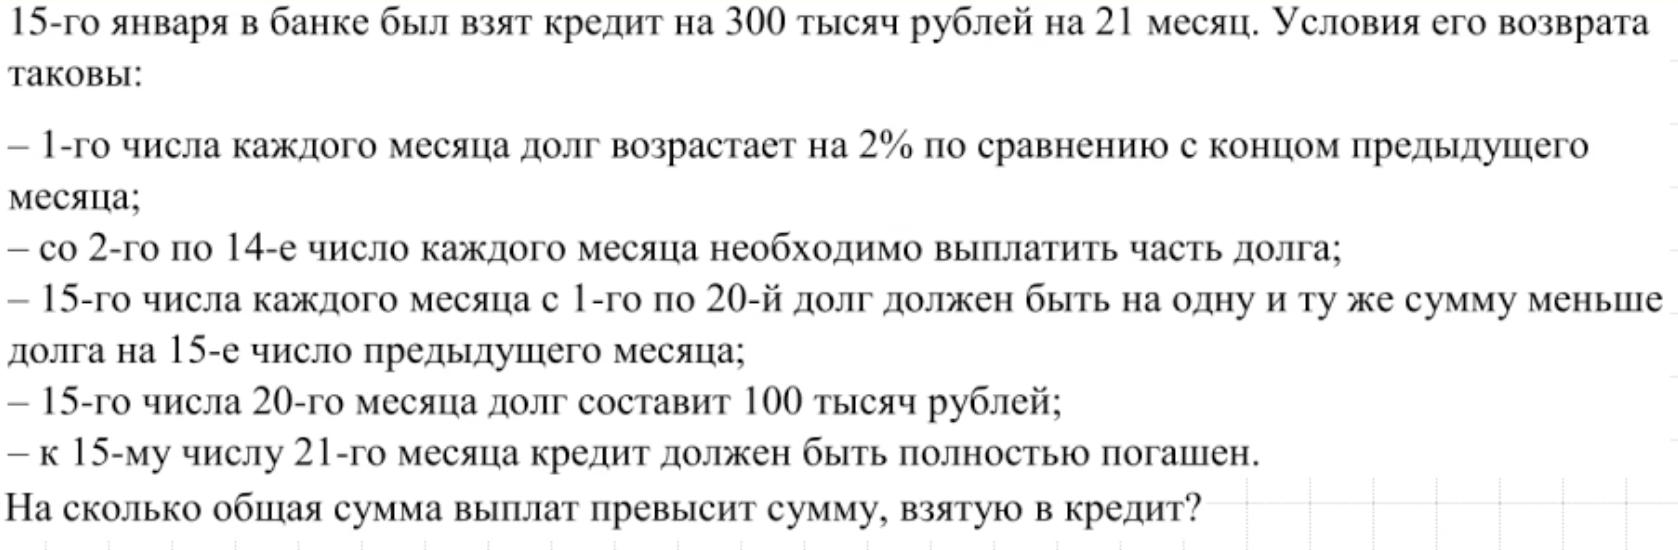 15-го января в банке был взят кредит на 300 тысяч рублей на 21 месяц. Условия его возврата
таковы:
– 1-го числа каждого месяца долг возрастает на 2% по сравнению с концом предыдущего
месяца;
– со 2-го по 14-е число каждого месяца необходимо выплатить часть долга;
– 15-го числа каждого месяца с 1-го по 20-й долг должен быть на одну и ту же сумму меньше
долга на 15-е число предыдущего месяца;
– 15-го числа 20-го месяца долг составит 100 тысяч рублей;
– к 15-му числу 21-го месяца кредит должен быть полностью погашен.
На сколько общая сумма выплат превысит сумму, взятую в кредит?